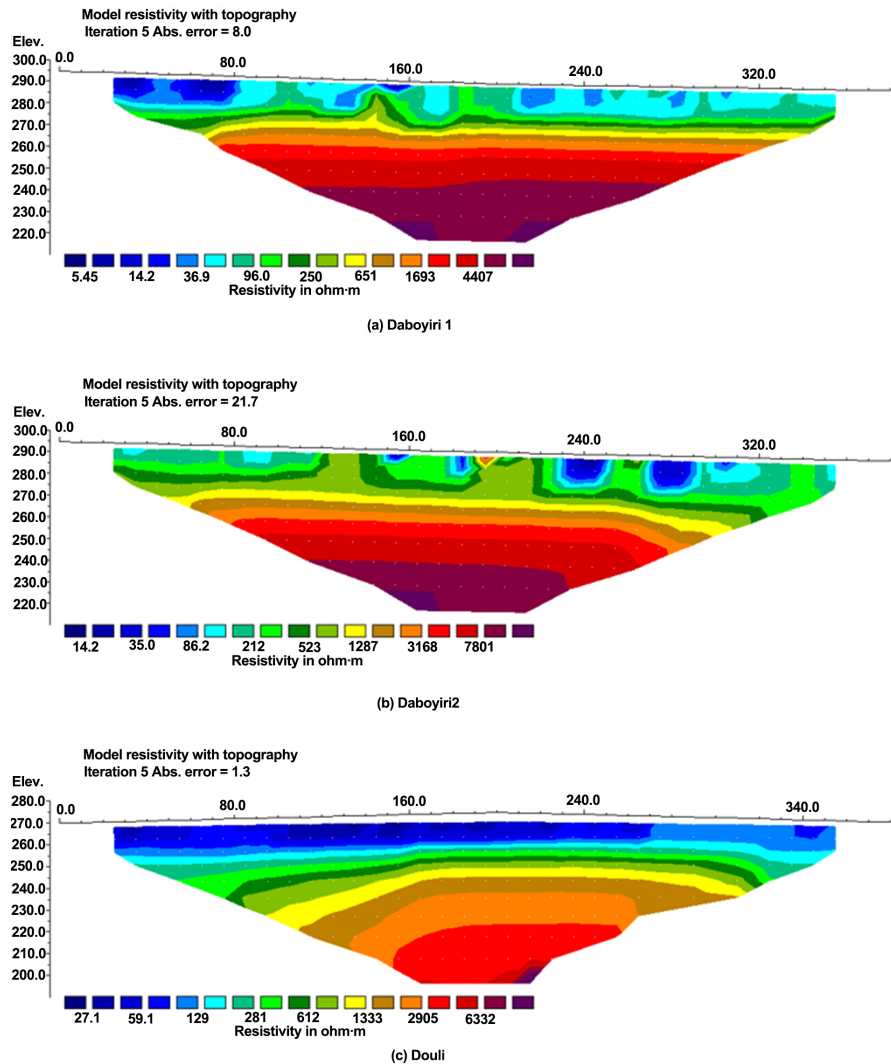 Model resistivity with topography
Iteration 5 Abs. error = 8.0
Elev.
0.0 80.0 160.0 240.0 320.0
300.0
290.0
280.0
270.0
260.0
250.0
240.0
230.0
220.0
5.45 14.2 36.9 96.0 250 651 1693 4407
Resistivity in ohm·m
(a) Daboyiri 1
Model resistivity with topography
Iteration 5 Abs. error = 21.7
Elev.
0.0 80.0 160.0 240.0 320.0
300.0
290.0
280.0
270.0
260.0
250.0
240.0
230.0
220.0
14.2 35.0 86.2 212 523 1287 3168 7801
Resistivity in ohm·m
(b) Daboyiri2
Model resistivity with topography
Iteration 5 Abs. error = 1.3
Elev.
0.0 80.0 160.0 240.0 340.0
280.0
270.0
260.0
250.0
240.0
230.0
220.0
210.0
200.0
27.1 59.1 129 281 612 1333 2905 6332
Resistivity in ohm·m
(c) Douli